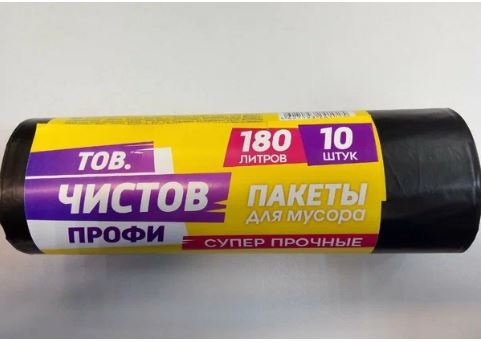 ТОВ.
ЧИСТОВ
ПРОФИ
180
ЛИТРОВ
10
ШТУК
ПАКЕТЫ
для мусора
СУПЕР ПРОЧНЫЕ